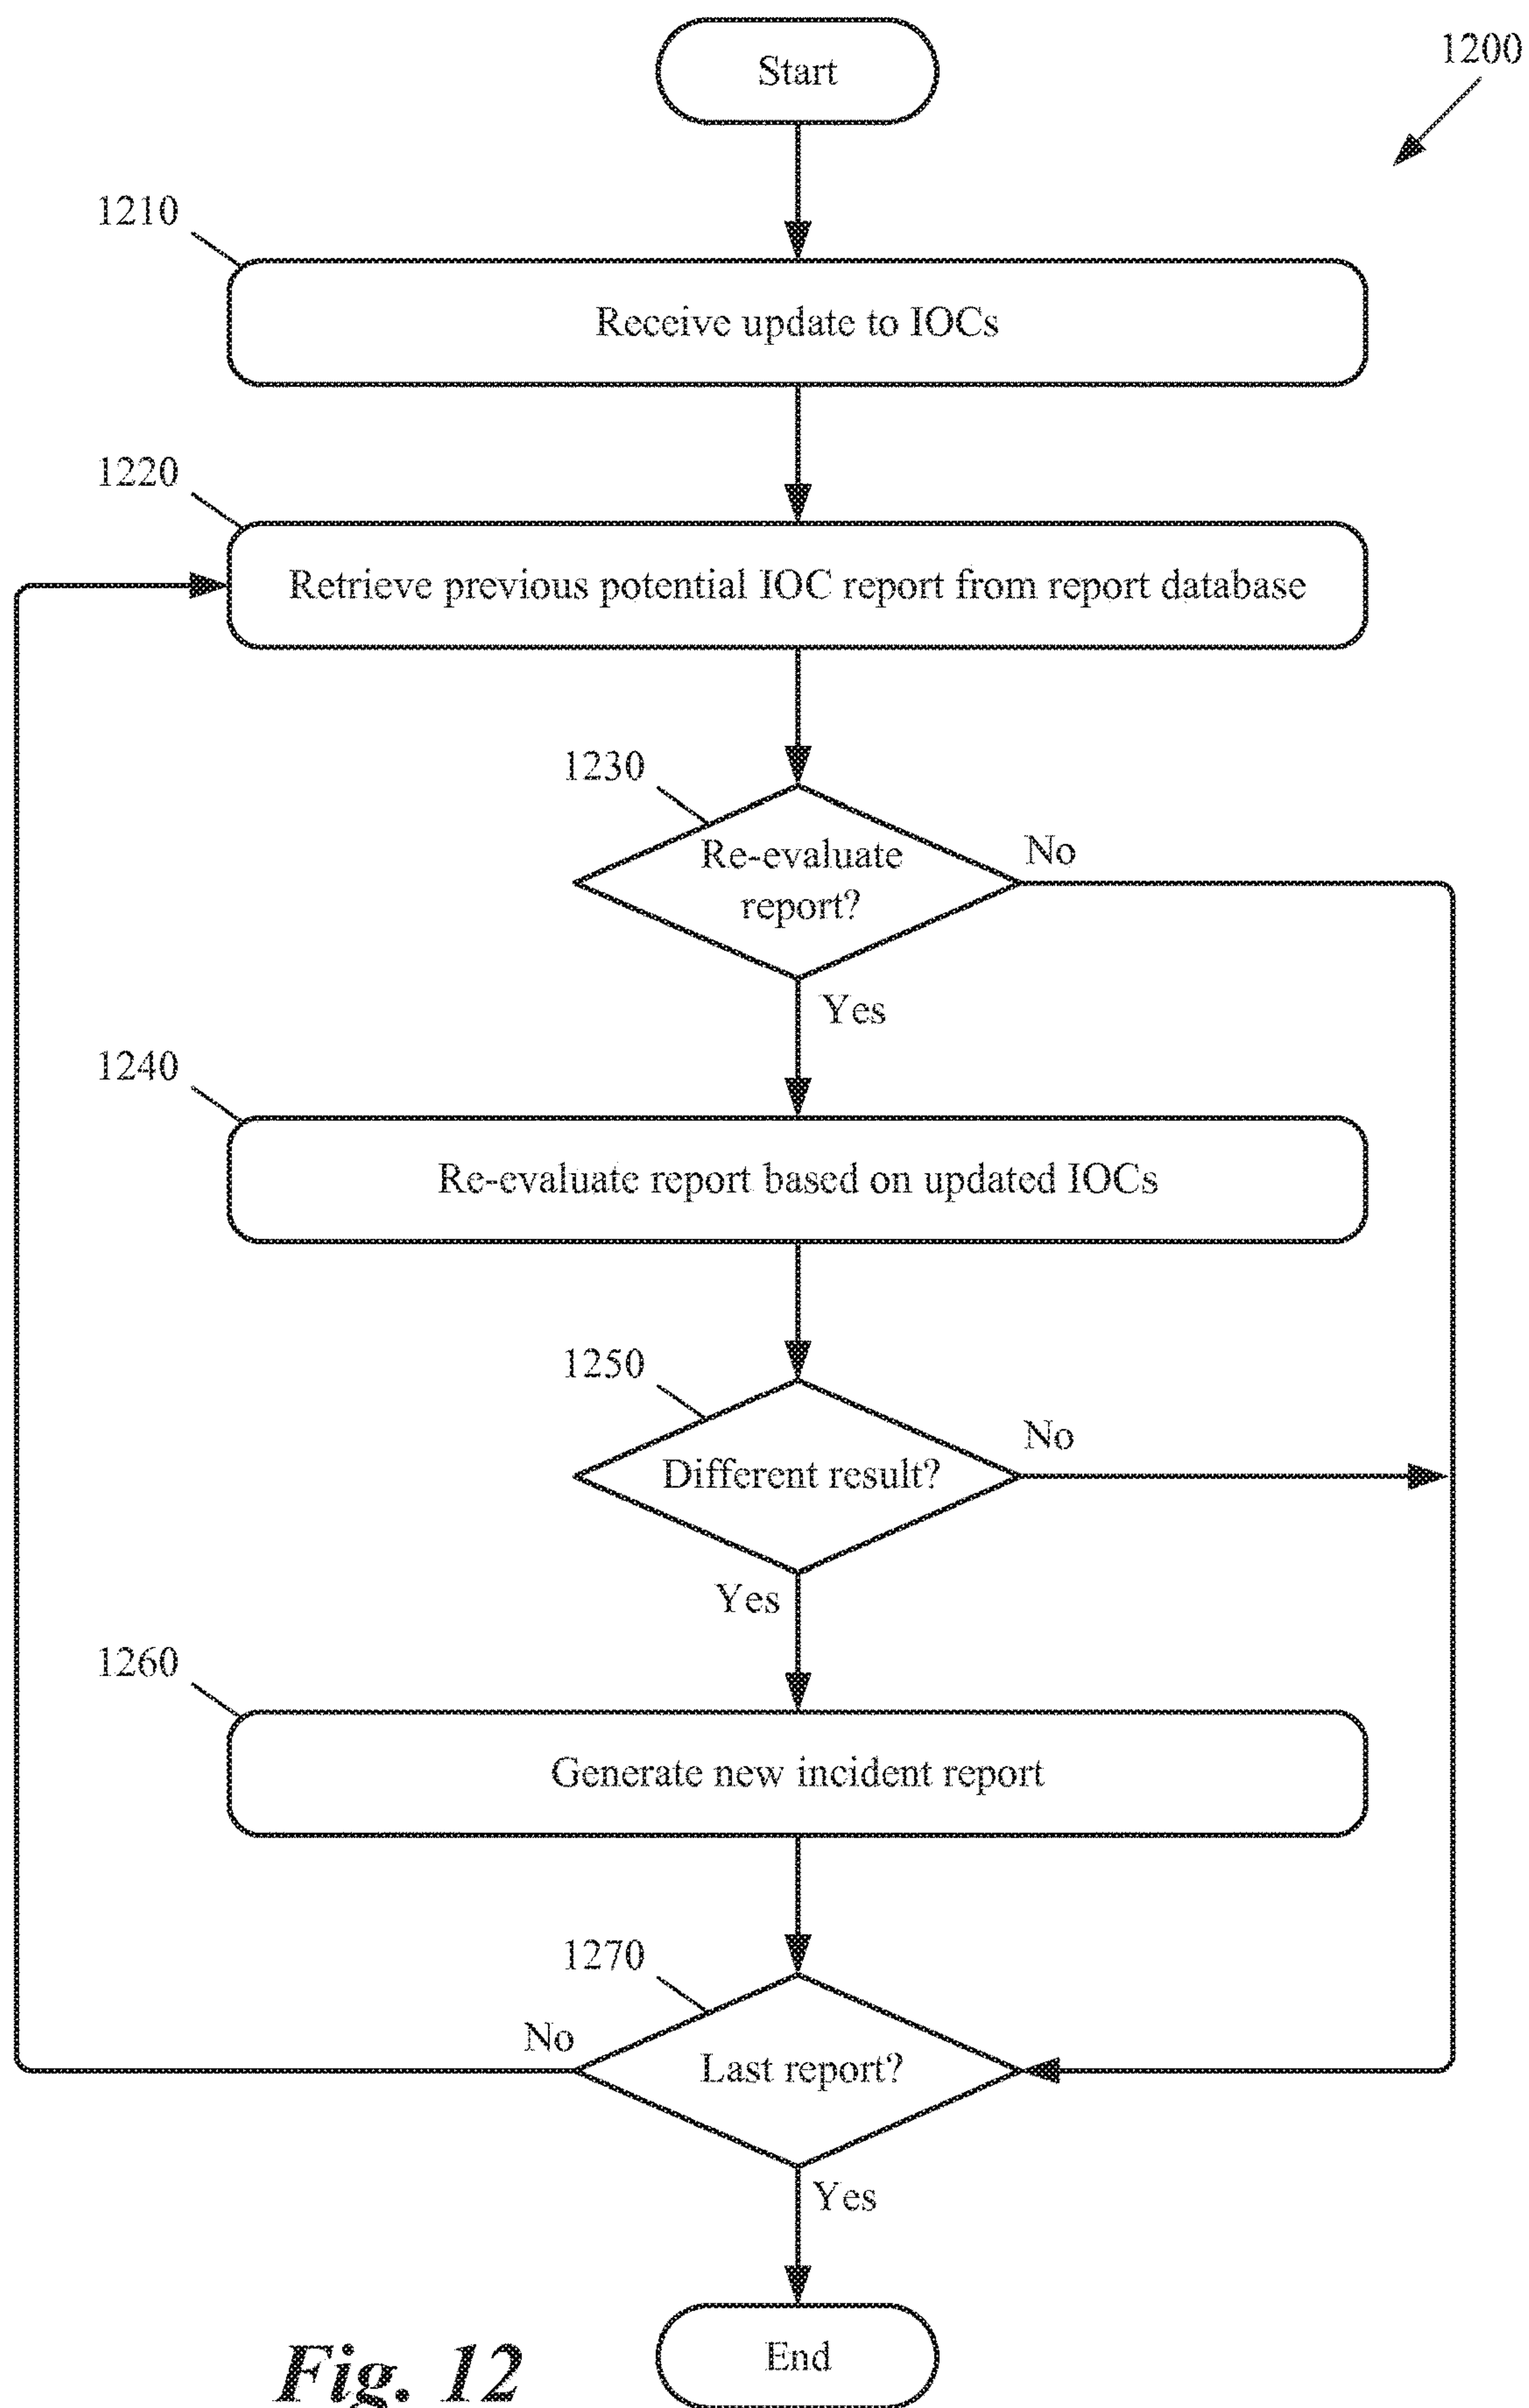 Start
1200
1210
Receive update to IOCs
1220
Retrieve previous potential IOC report from report database
1230
Re-evaluate
report?
No
Yes
1240
Re-evaluate report based on updated IOCs
1250
Different result?
No
Yes
1260
Generate new incident report
1270
No
Last report?
Yes
End
Fig. 12